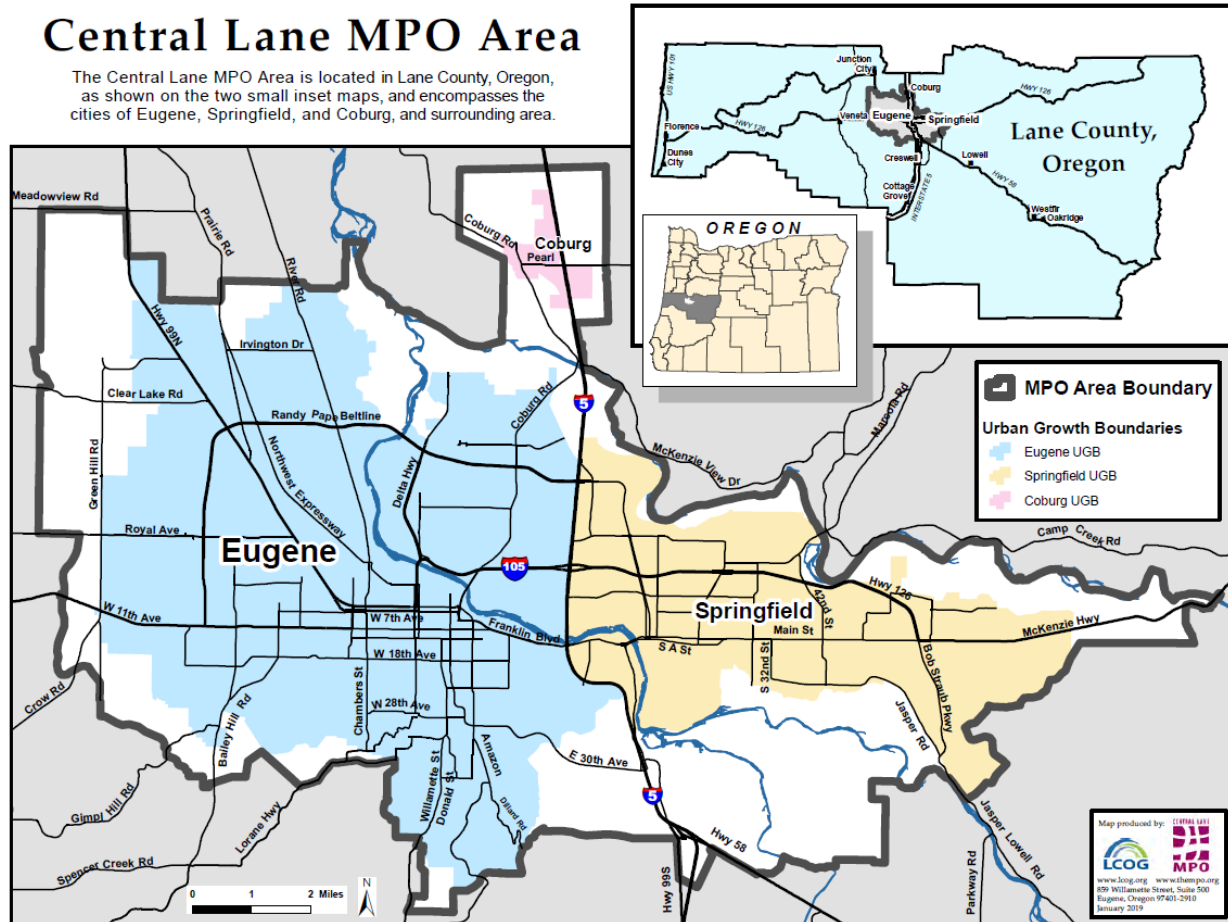 Central Lane MPO Area
The Central Lane MPO Area is located in Lane County, Oregon,
as shown on the two small inset maps, and encompasses the
cities of Eugene, Springfield, and Coburg, and surrounding area.
Junction
City
Coburg
US HWY 101
HWY 126
Florence
HWY 126
Veneta
Eugene
Springfield
Dunes
City
Creswell
Lowell
Lane County,
Oregon
Cottage
Grove
INTERSTATE 5
HWY 58
Westfir
Oakridge
OREGON
MPO Area Boundary
Urban Growth Boundaries
Eugene UGB
Springfield UGB
Coburg UGB
Meadowview Rd
Prairie Rd
River Rd
Coburg Rd
Coburg
Pearl
Hwy 99N
Irvington Dr
Clear Lake Rd
Randy Pape Beltline
Coburg Rd
5
Green Hill Rd
Northwest Expressway
Delta Hwy
McKenzie View Dr
Marcola Rd
Royal Ave
Eugene
105
Camp Creek Rd
Hwy 126
W 11th Ave
W 7th Ave
Franklin Blvd
Springfield
42nd St
Main St
McKenzie Hwy
W 18th Ave
S A St
S 32nd St
Bob Straub Pkwy
Crow Rd
Bailey Hill Rd
Chambers St
W 28th Ave
Amazon
E 30th Ave
Jasper Rd
Willamette St
Donald St
Dillard Rd
5
Gimpl Hill Rd
Lorane Hwy
Hwy 58
Jasper Lowell Rd
Spencer Creek Rd
Hwy 99S
Parkway Rd
0 1 2 Miles
N
Map produced by:
LCOG
CENTRAL LANE
MPO
www.lcog.org www.thempo.org
859 Willamette Street, Suite 500
Eugene, Oregon 97401-2910
January 2019